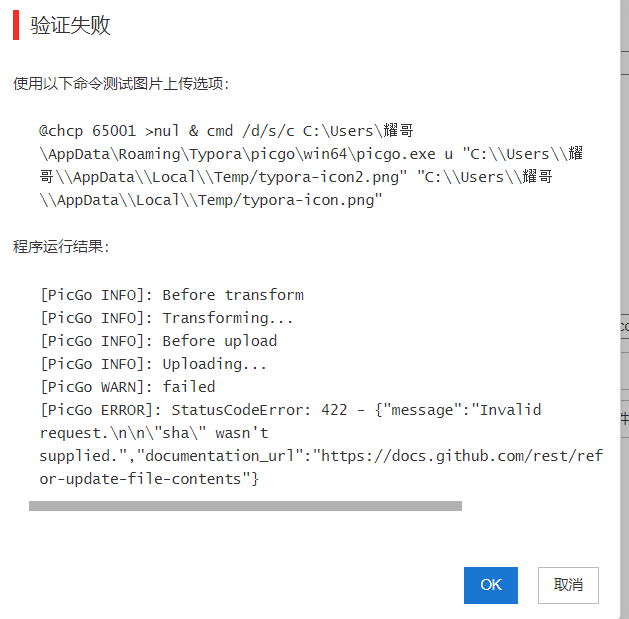 验证失败
使用以下命令测试图片上传选项：
@chcp 65001 >nul & cmd /d/s/c C:\Users\耀哥
\AppData\Roaming\Typora\picgo\win64\picgo.exe u "C:\\Users\\耀
哥\\AppData\\Local\\Temp/typora-icon2.png" "C:\\Users\\耀哥
\\AppData\\Local\\Temp/typora-icon.png"
程序运行结果：
[PicGo INFO]: Before transform
[PicGo INFO]: Transforming...
[PicGo INFO]: Before upload
[PicGo INFO]: Uploading...
[PicGo WARN]: failed
[PicGo ERROR]: StatusCodeError: 422 - {"message":"Invalid
request.\n\n\"sha\" wasn't
supplied.","documentation_url":"https://docs.github.com/rest/ref
or-update-file-contents"}
OK 取消